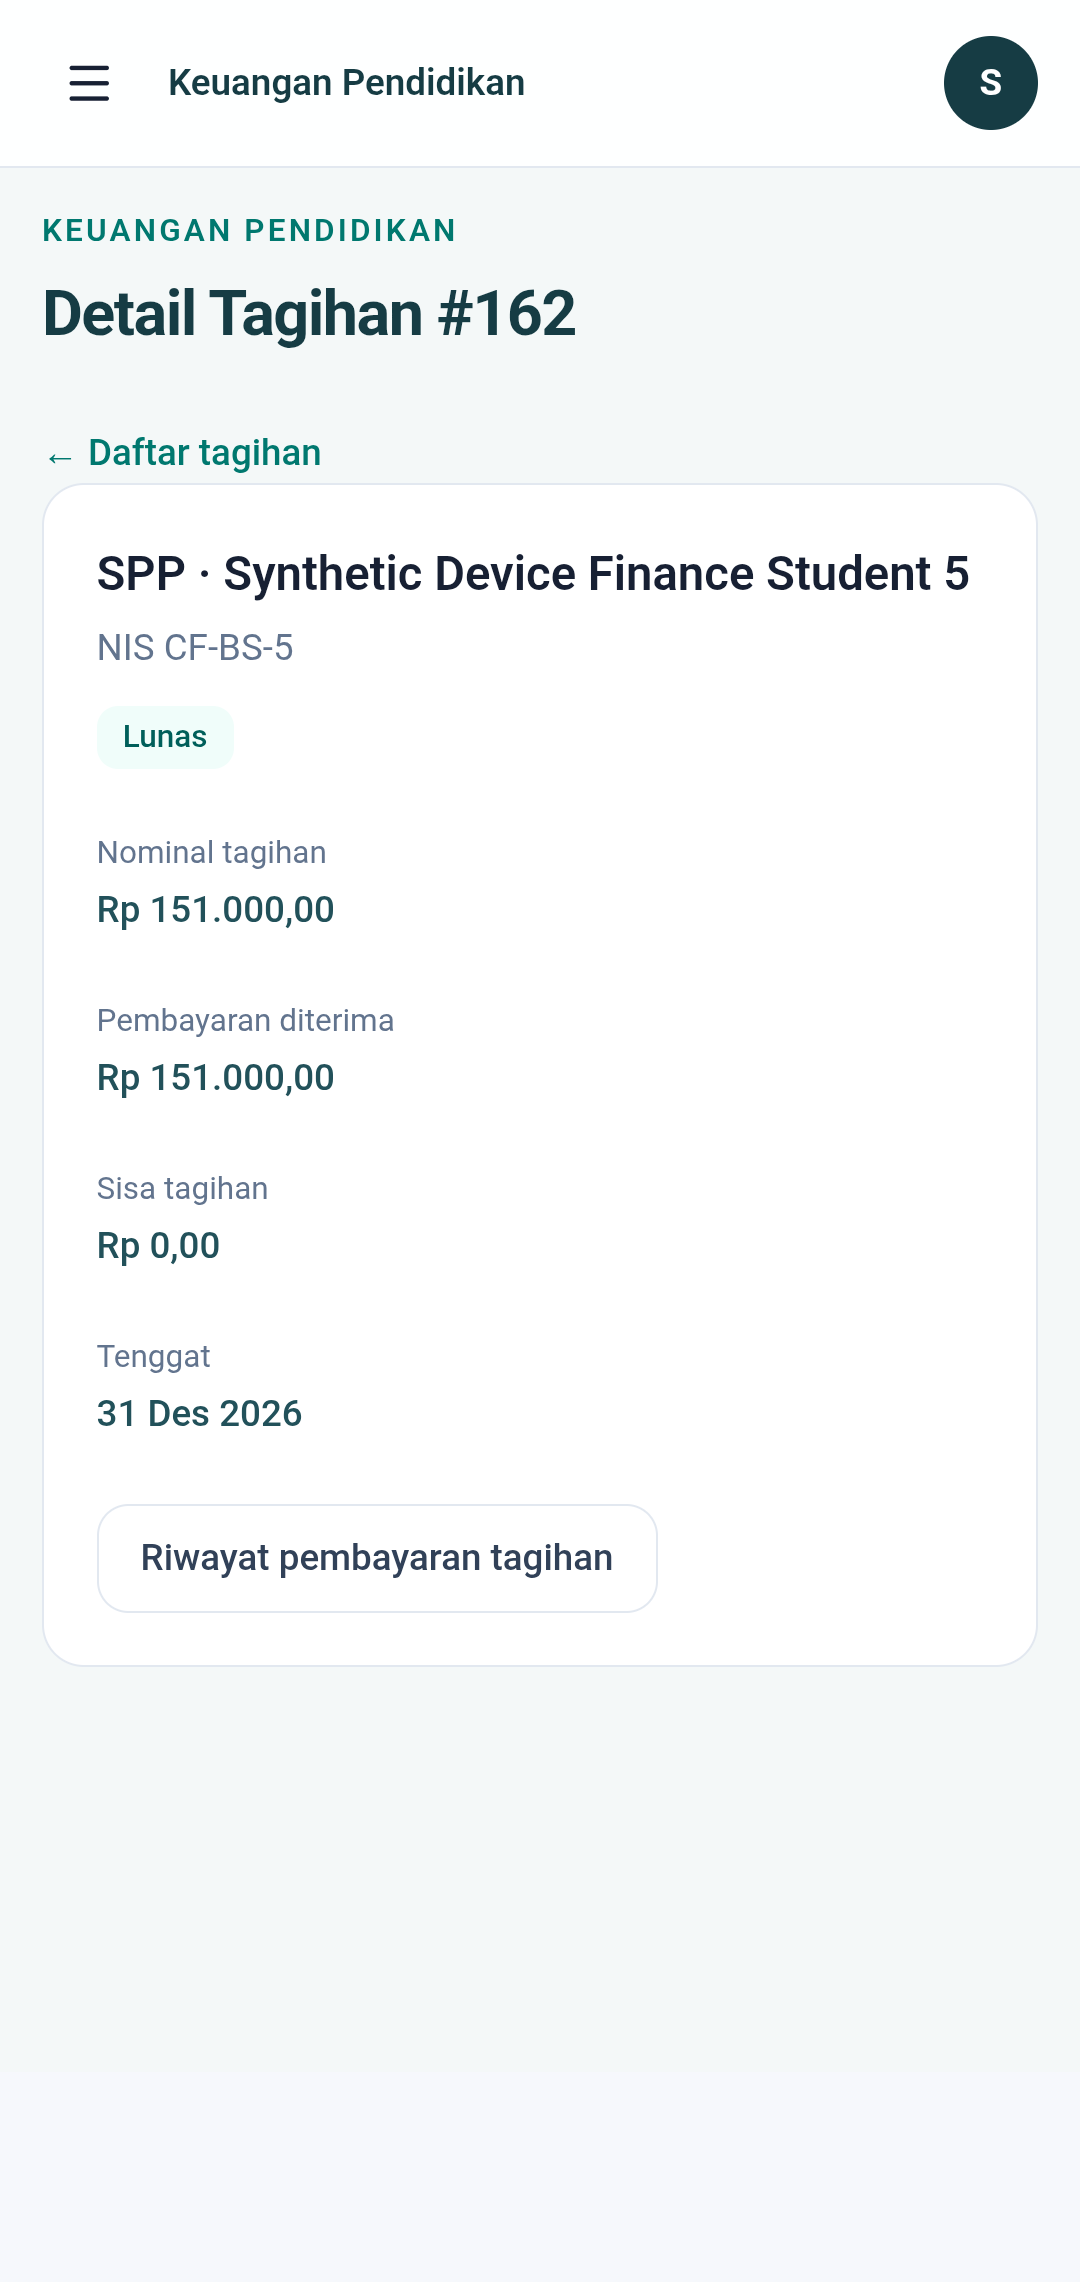 Keuangan Pendidikan
S
KEUANGAN PENDIDIKAN
Detail Tagihan #162
← Daftar tagihan
SPP · Synthetic Device Finance Student 5
NIS CF-BS-5
Lunas
Nominal tagihan
Rp 151.000,00
Pembayaran diterima
Rp 151.000,00
Sisa tagihan
Rp 0,00
Tenggat
31 Des 2026
Riwayat pembayaran tagihan